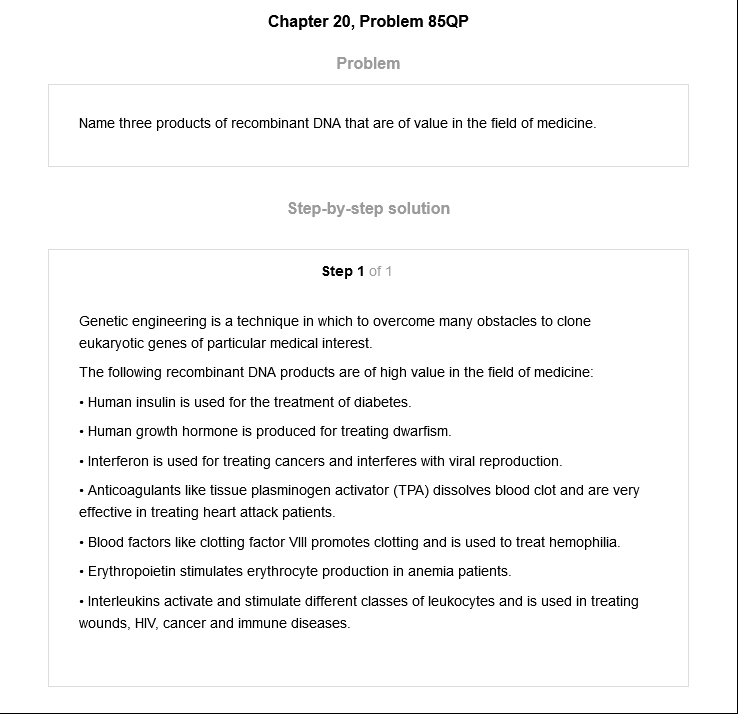 Chapter 20, Problem 85QP
Problem
Name three products of recombinant DNA that are of value in the field of medicine.
Step-by-step solution
Step 1 of 1
Genetic engineering is a technique in which to overcome many obstacles to clone
eukaryotic genes of particular medical interest.
The following recombinant DNA products are of high value in the field of medicine:
• Human insulin is used for the treatment of diabetes.
• Human growth hormone is produced for treating dwarfism.
• Interferon is used for treating cancers and interferes with viral reproduction.
• Anticoagulants like tissue plasminogen activator (TPA) dissolves blood clot and are very
effective in treating heart attack patients.
• Blood factors like clotting factor VIII promotes clotting and is used to treat hemophilia.
• Erythropoietin stimulates erythrocyte production in anemia patients.
• Interleukins activate and stimulate different classes of leukocytes and is used in treating
wounds, HIV, cancer and immune diseases.